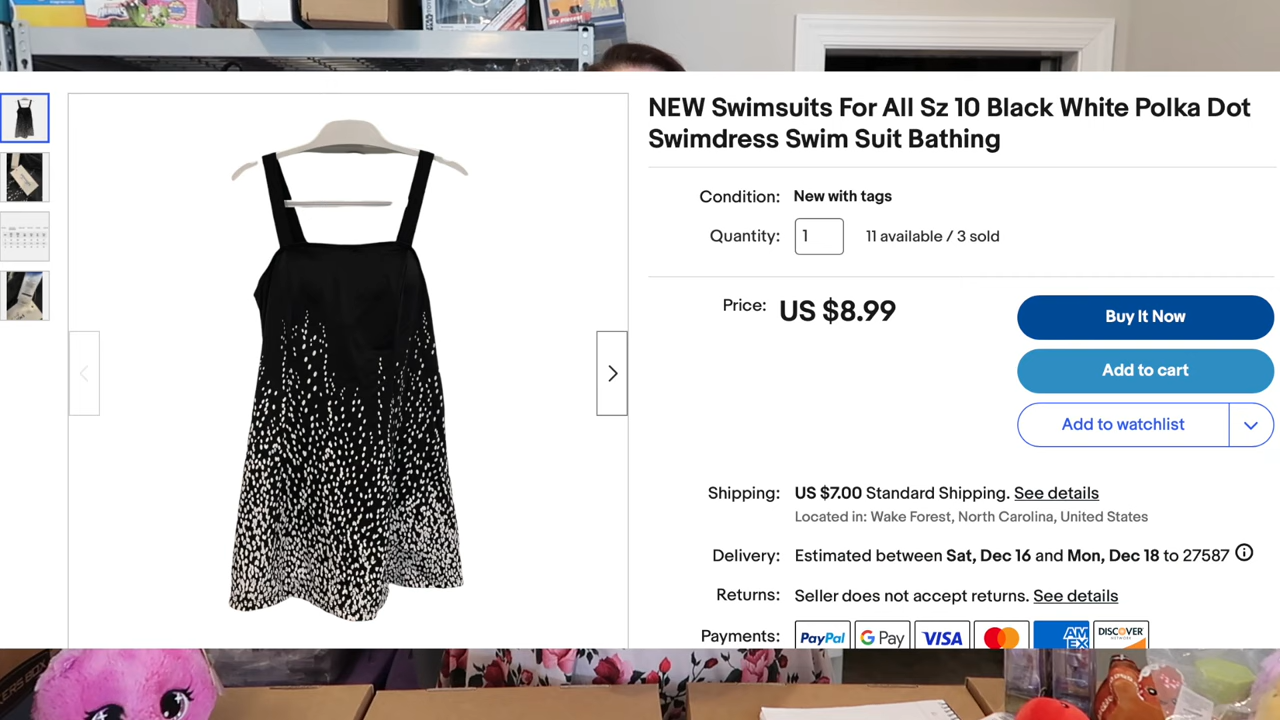 NEW Swimsuits For All Sz 10 Black White Polka Dot
Swimdress Swim Suit Bathing
Condition: New with tags
Quantity: 1 11 available / 3 sold
Price: US $8.99
Buy It Now
Add to cart
Add to watchlist
Shipping: US $7.00 Standard Shipping. See details
Located in: Wake Forest, North Carolina, United States
Delivery: Estimated between Sat, Dec 16 and Mon, Dec 18 to 27587
Returns: Seller does not accept returns. See details
Payments: PayPal G Pay VISA AM EX DISCOVER